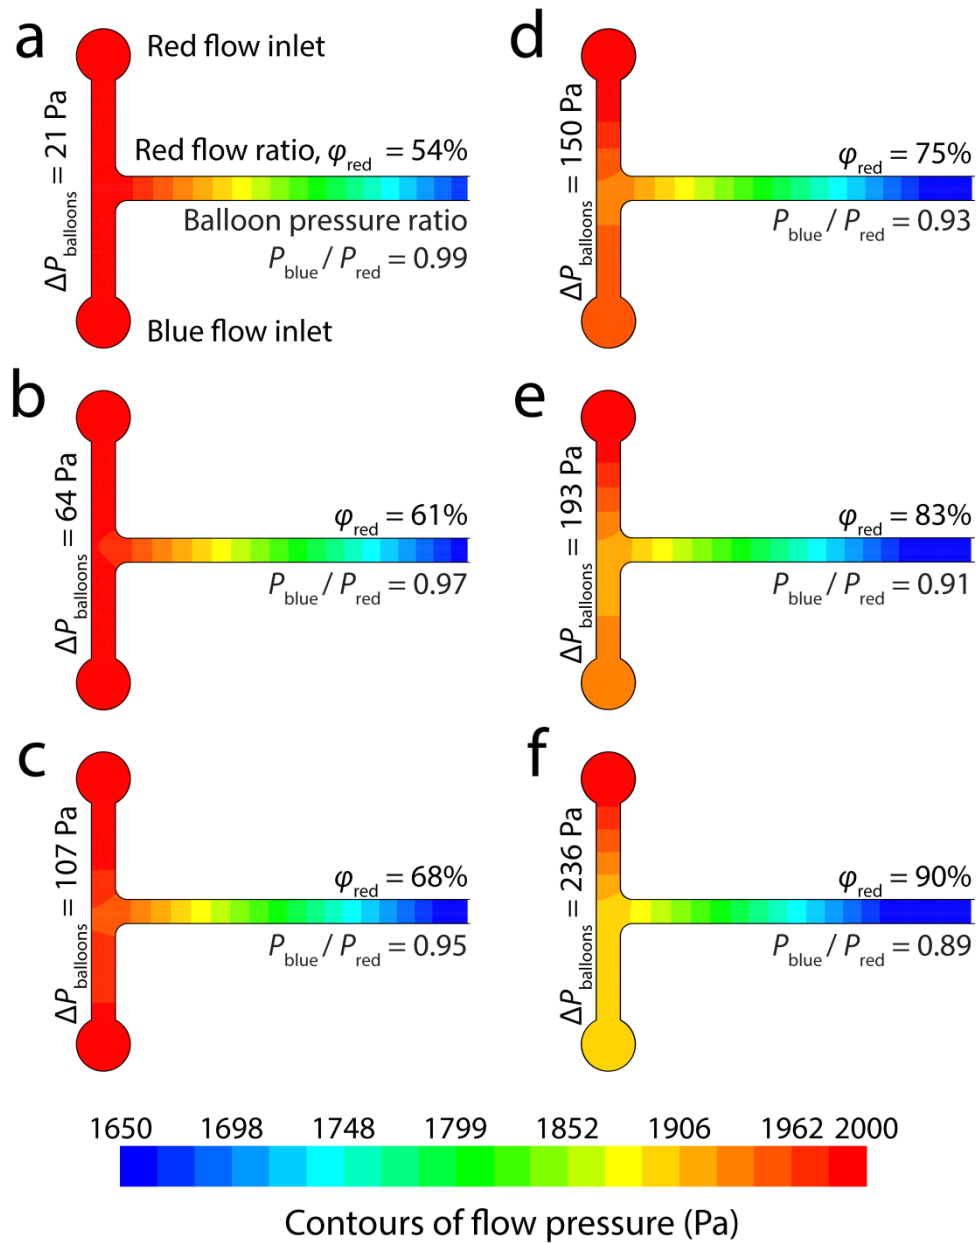 a
Red flow inlet
ΔPballoons = 21 Pa
Red flow ratio, φred = 54%
Balloon pressure ratio
Pblue / Pred = 0.99
Blue flow inlet
b
ΔPballoons = 64 Pa
φred = 61%
Pblue / Pred = 0.97
c
ΔPballoons = 107 Pa
φred = 68%
Pblue / Pred = 0.95
d
ΔPballoons = 150 Pa
φred = 75%
Pblue / Pred = 0.93
e
ΔPballoons = 193 Pa
φred = 83%
Pblue / Pred = 0.91
f
ΔPballoons = 236 Pa
φred = 90%
Pblue / Pred = 0.89
1650 1698 1748 1799 1852 1906 1962 2000
Contours of flow pressure (Pa)